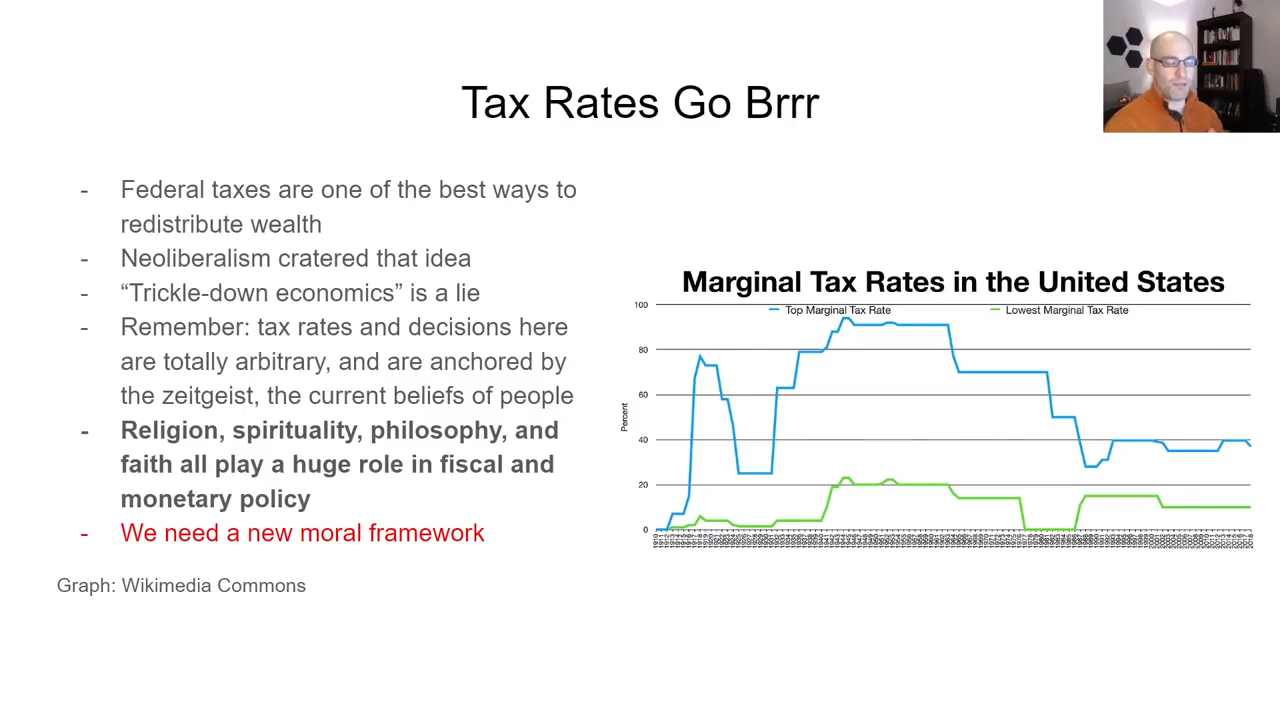 Tax Rates Go Brrr
- Federal taxes are one of the best ways to
redistribute wealth
- Neoliberalism cratered that idea
- “Trickle-down economics” is a lie
- Remember: tax rates and decisions here
are totally arbitrary, and are anchored by
the zeitgeist, the current beliefs of people
- Religion, spirituality, philosophy, and
faith all play a huge role in fiscal and
monetary policy
- We need a new moral framework
Graph: Wikimedia Commons
Marginal Tax Rates in the United States
Top Marginal Tax Rate
Lowest Marginal Tax Rate
Percent
100
80
60
40
20
0